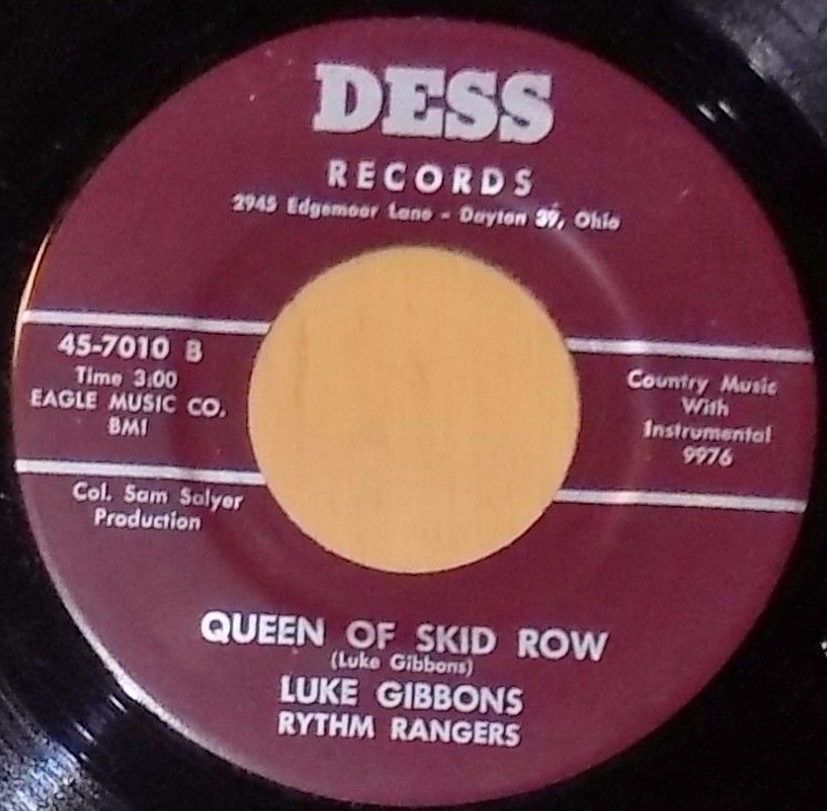 DESS
RECORDS
2945 Edgemoor Lane - Dayton 39, Ohio
45-7010 B
Time 3:00
EAGLE MUSIC CO.
BMI
Col. Sam Salyer
Production
Country Music
With
Instrumental
9976
QUEEN OF SKID ROW
(Luke Gibbons)
LUKE GIBBONS
RYTHM RANGERS